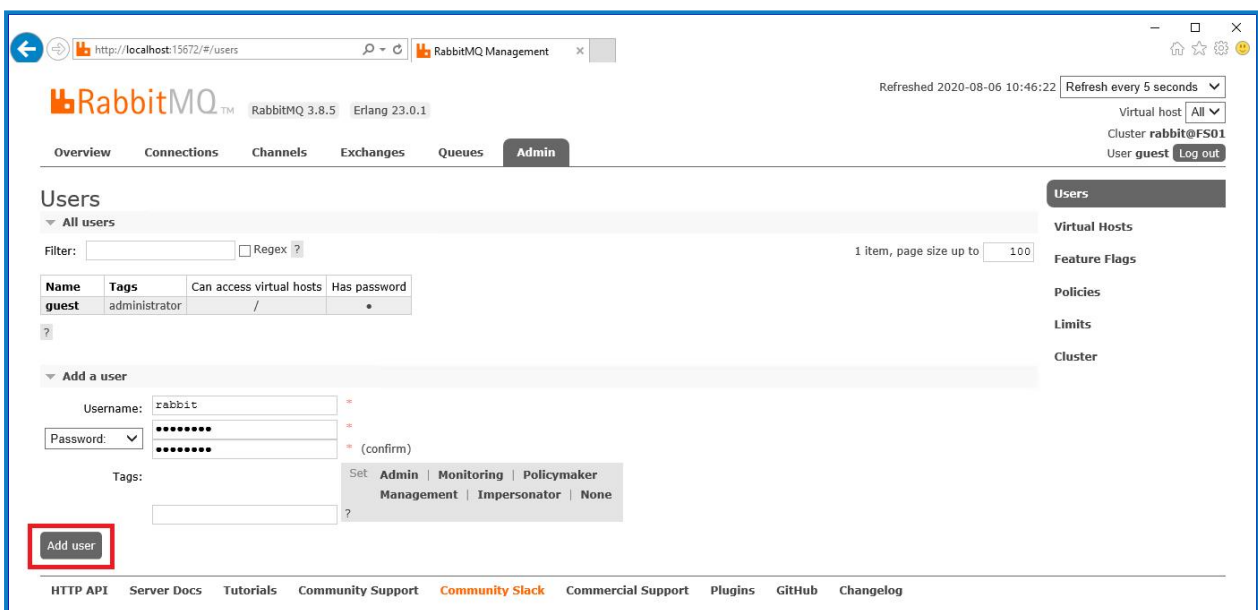 http://localhost:15672/#/users
RabbitMQ Management
Refreshed 2020-08-06 10:46:22 Refresh every 5 seconds
RabbitMQ TM RabbitMQ 3.8.5 Erlang 23.0.1
Virtual host All
Cluster rabbit@FS01
User guest Log out
Overview Connections Channels Exchanges Queues Admin
Users
All users
Filter: Regex ?
1 item, page size up to 100
Name Tags Can access virtual hosts Has password
guest administrator / •
?
Add a user
Username: rabbit *
Password: •••••••• *
•••••••• * (confirm)
Tags:
Set Admin | Monitoring | Policymaker
Management | Impersonator | None
?
Add user
Users
Virtual Hosts
Feature Flags
Policies
Limits
Cluster
HTTP API Server Docs Tutorials Community Support Community Slack Commercial Support Plugins GitHub Changelog